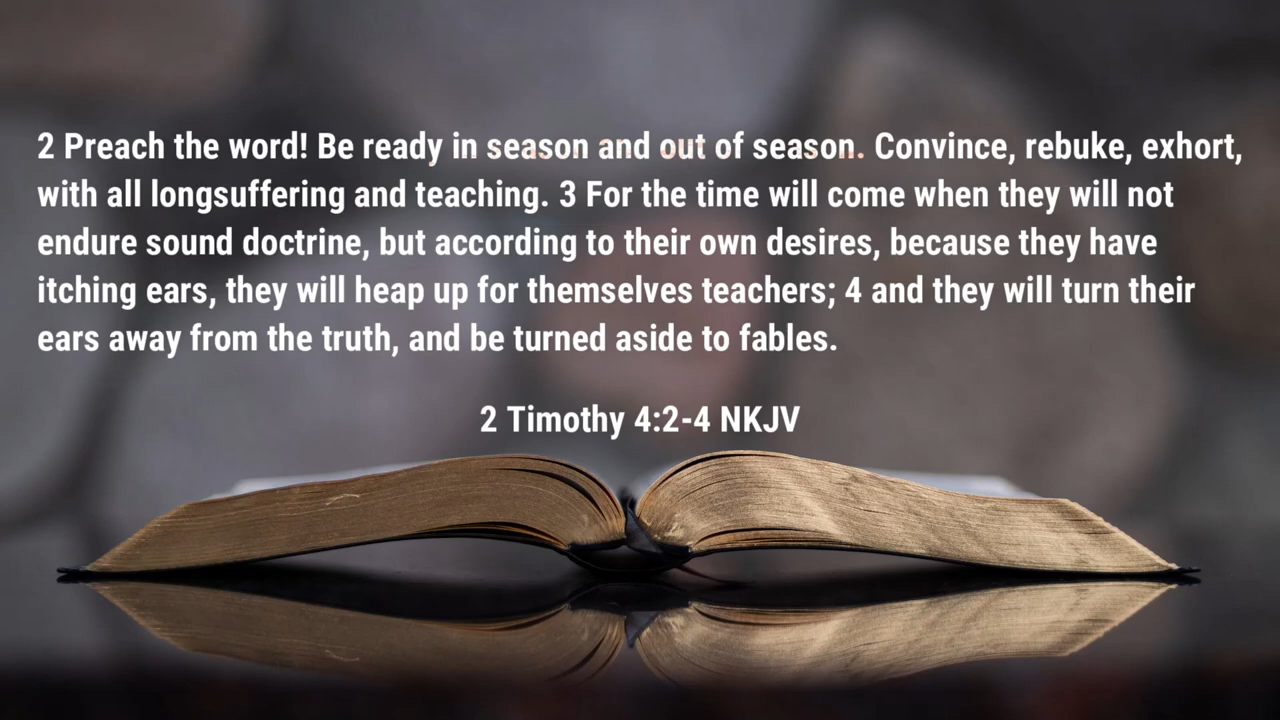 2 Preach the word! Be ready in season and out of season. Convince, rebuke, exhort,
with all longsuffering and teaching. 3 For the time will come when they will not
endure sound doctrine, but according to their own desires, because they have
itching ears, they will heap up for themselves teachers; 4 and they will turn their
ears away from the truth, and be turned aside to fables.
2 Timothy 4:2-4 NKJV